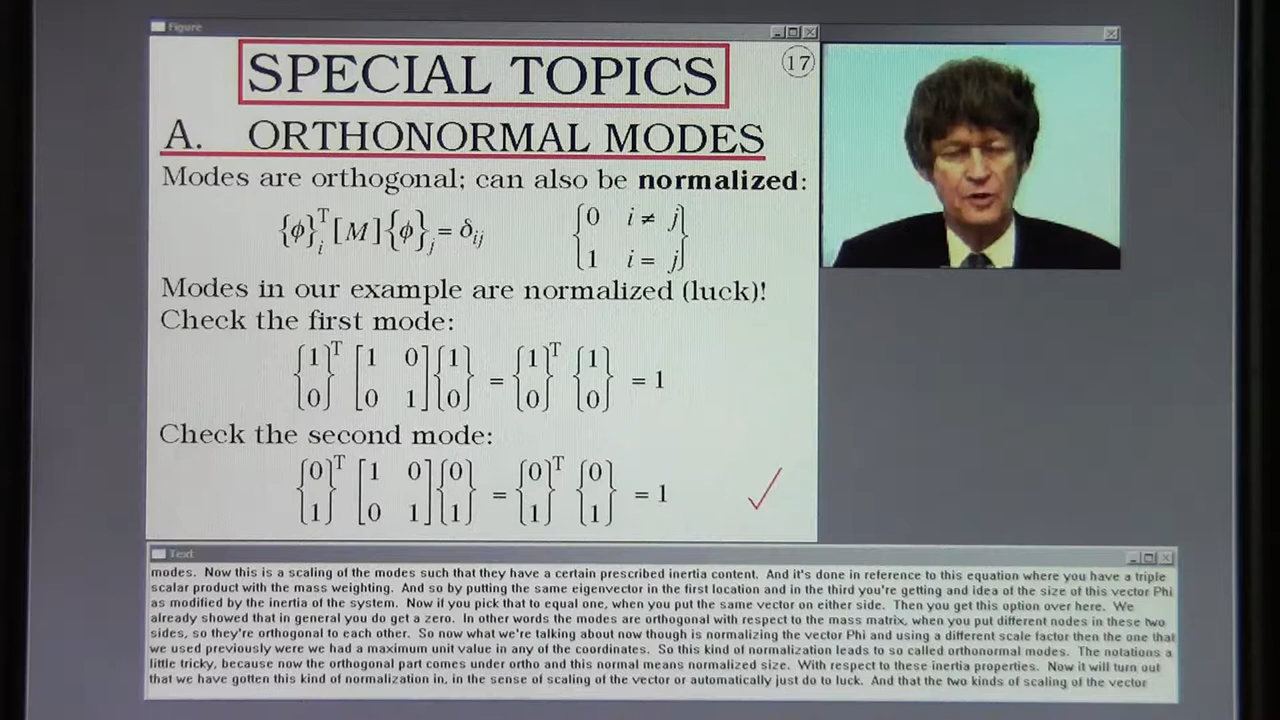 Figure
SPECIAL TOPICS
17
A. ORTHONORMAL MODES
Modes are orthogonal; can also be normalized:
{ϕ}ᵢᵀ [M]{ϕ}ⱼ = δᵢⱼ {0 i ≠ j
1 i = j}
Modes in our example are normalized (luck)!
Check the first mode:
{1 0}ᵀ [1 0; 0 1]{1 0} = {1 0}ᵀ {1 0} = 1
Check the second mode:
{0 1}ᵀ [1 0; 0 1]{0 1} = {0 1}ᵀ {0 1} = 1 ✓
Text
modes. Now this is a scaling of the modes such that they have a certain prescribed inertia content. And it's done in reference to this equation where you have a triple
scalar product with the mass weighting. And so by putting the same eigenvector in the first location and in the third you're getting and idea of the size of this vector Phi
as modified by the inertia of the system. Now if you pick that to equal one, when you put the same vector on either side. Then you get this option over here. We
already showed that in general you do get a zero. In other words the modes are orthogonal with respect to the mass matrix, when you put different nodes in these two
sides, so they're orthogonal to each other. So now what we're talking about now though is normalizing the vector Phi and using a different scale factor then the one that
we used previously were we had a maximum unit value in any of the coordinates. So this kind of normalization leads to so called orthonormal modes. The notations a
little tricky, because now the orthogonal part comes under ortho and this normal means normalized size. With respect to these inertia properties. Now it will turn out
that we have gotten this kind of normalization in, in the sense of scaling of the vector or automatically just do to luck. And that the two kinds of scaling of the vector